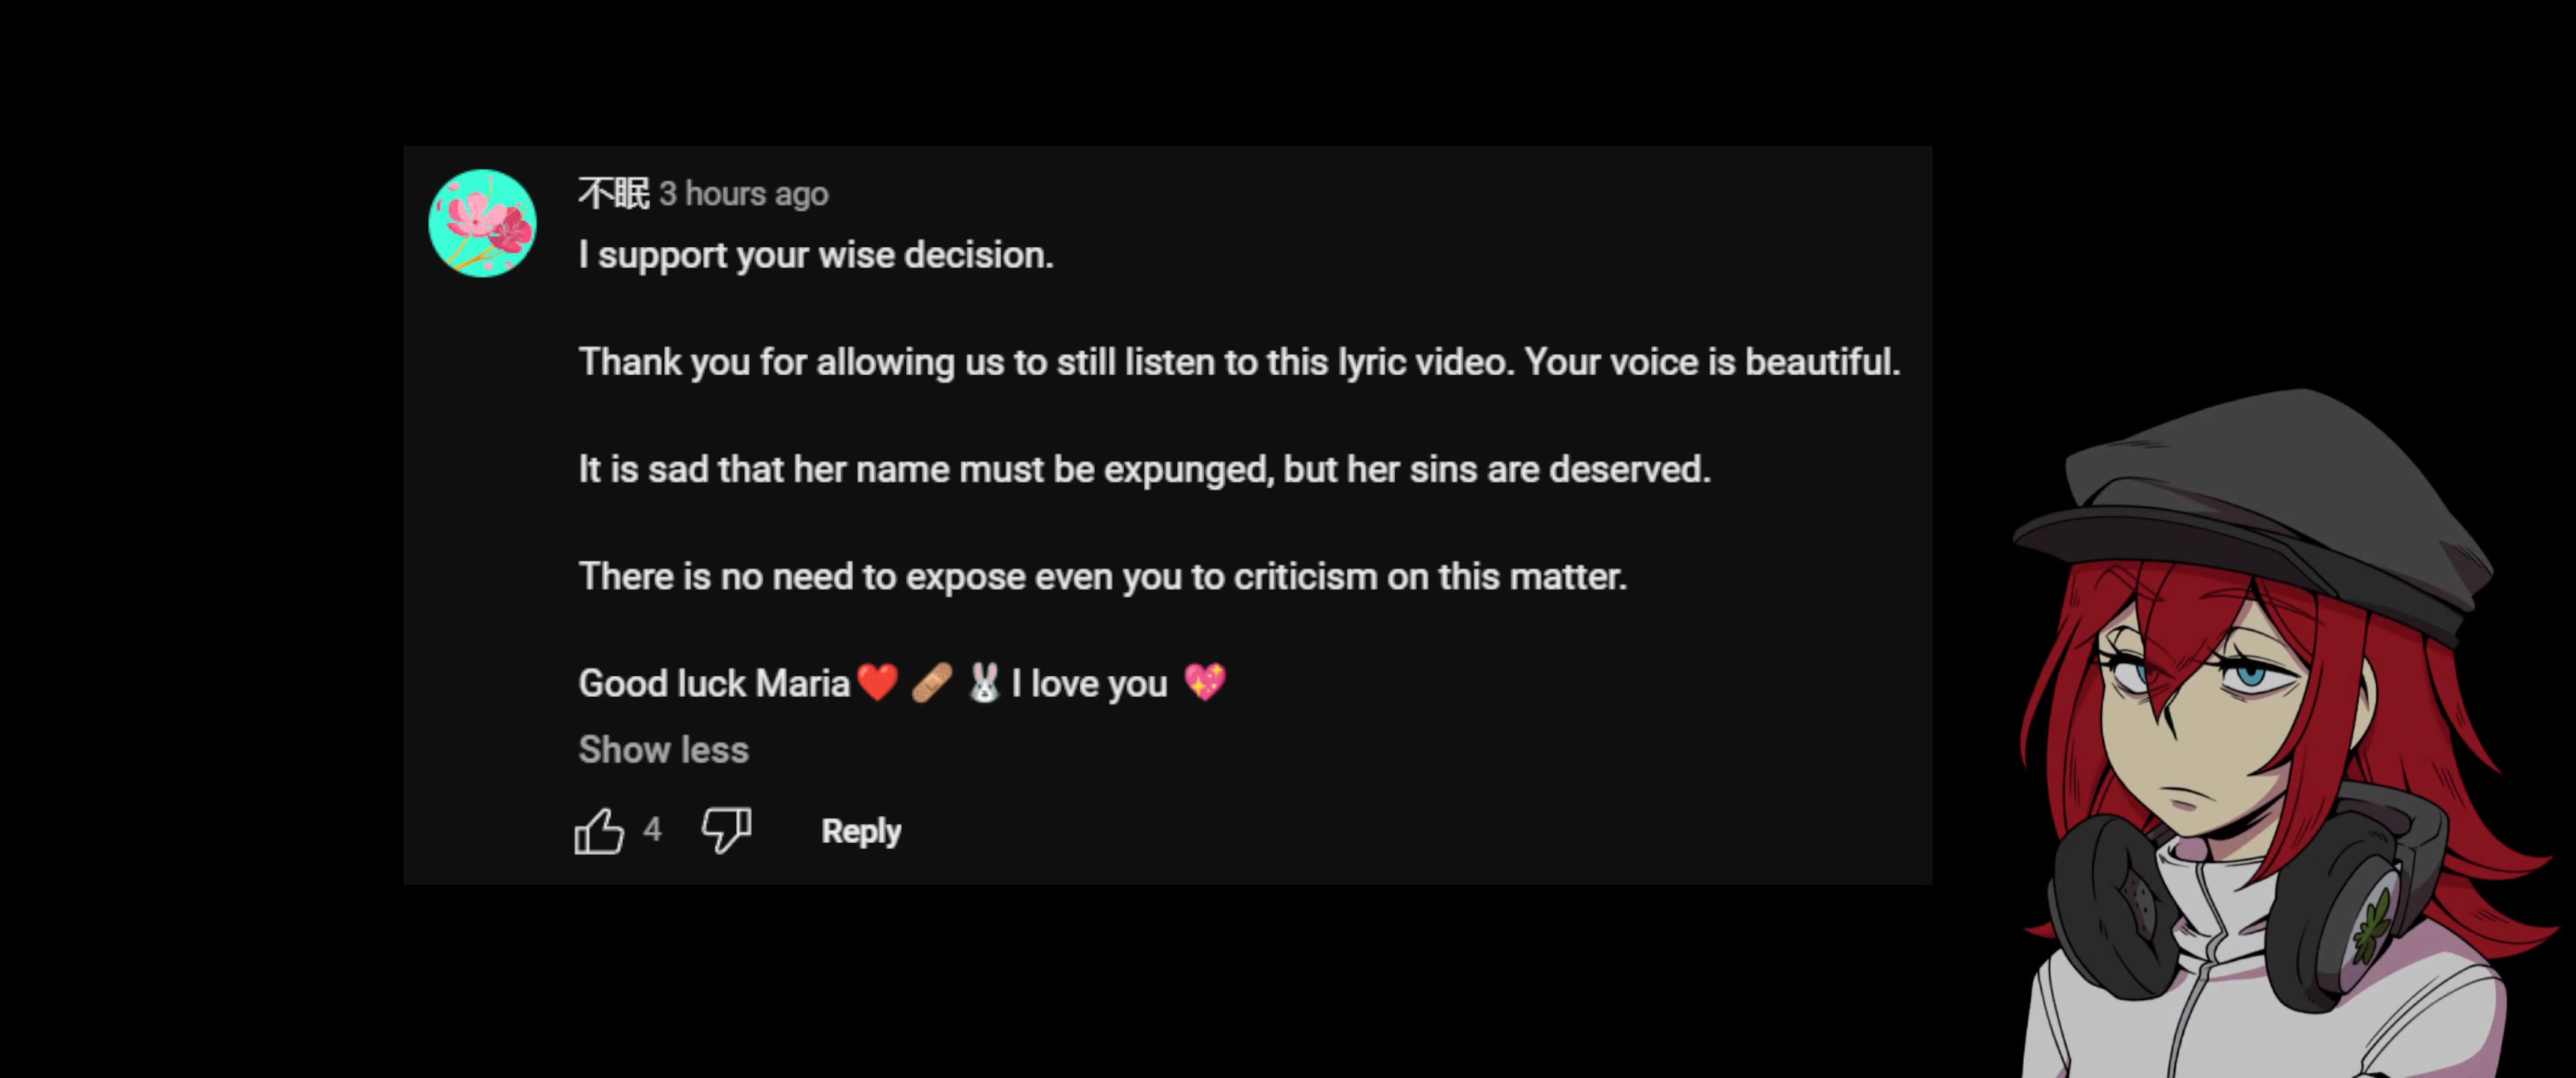 不眠 3 hours ago
I support your wise decision.
Thank you for allowing us to still listen to this lyric video. Your voice is beautiful.
It is sad that her name must be expunged, but her sins are deserved.
There is no need to expose even you to criticism on this matter.
Good luck Maria❤️ 🩹 🐰 I love you 💖
Show less
4 Reply